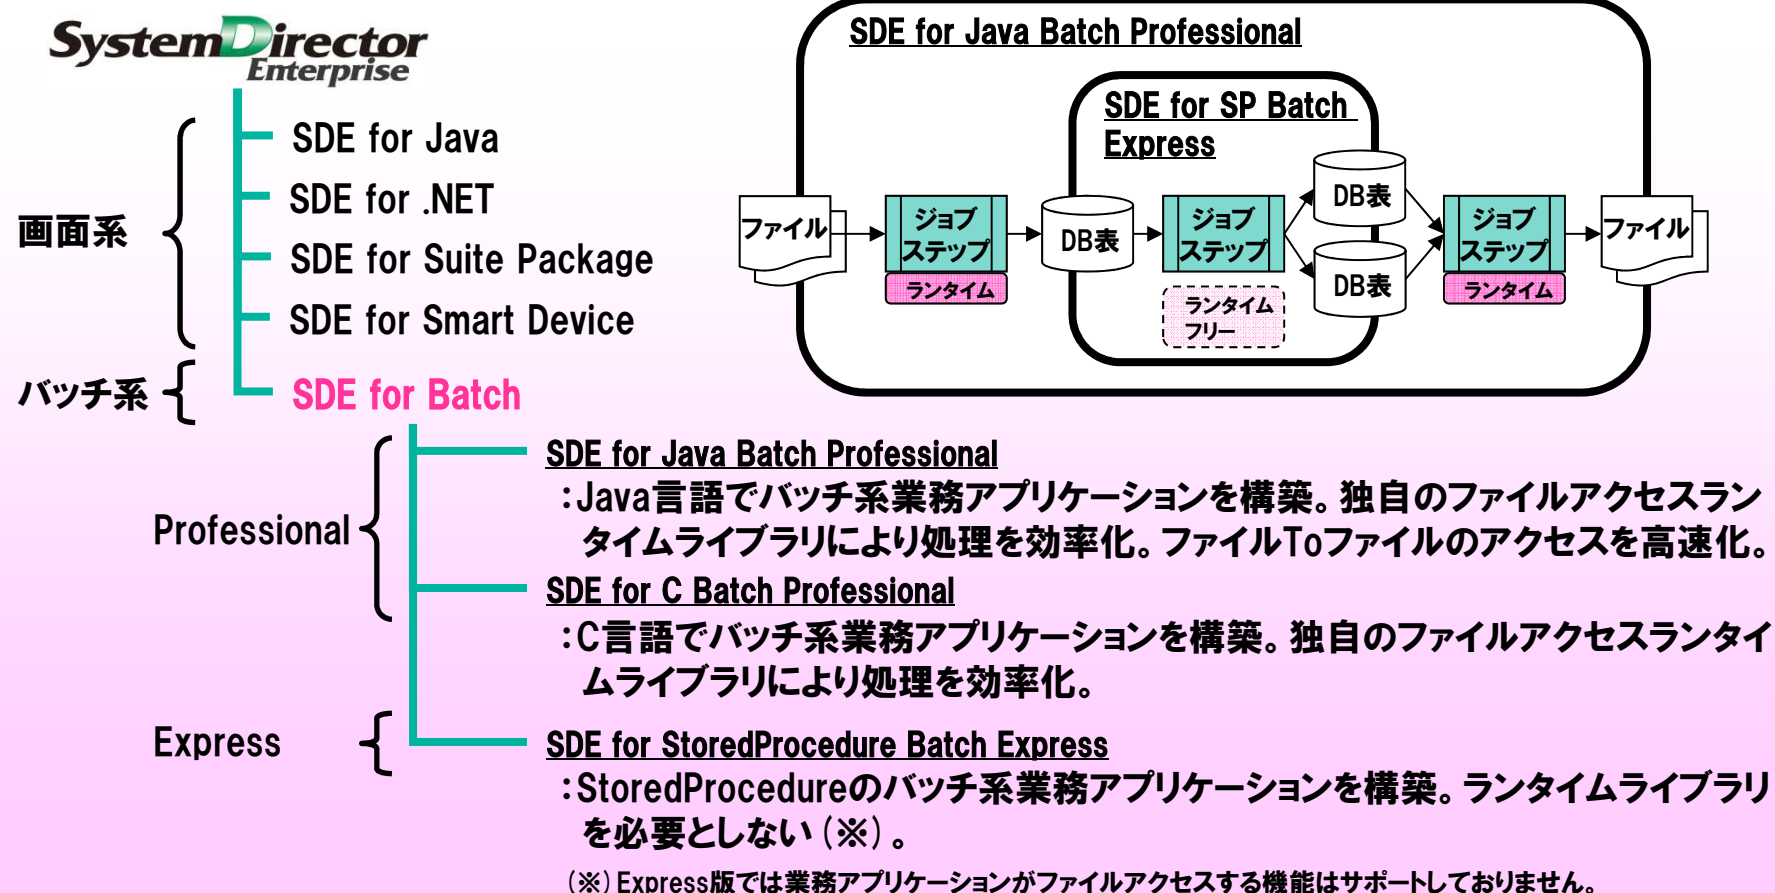 SystemDirector
Enterprise
画面系
SDE for Java
SDE for .NET
SDE for Suite Package
SDE for Smart Device
バッチ系
SDE for Batch
SDE for Java Batch Professional
SDE for SP Batch
Express
ファイル
ジョブ
ステップ
ランタイム
DB表
ジョブ
ステップ
ランタイム
フリー
DB表
DB表
ジョブ
ステップ
ランタイム
ファイル
Professional
SDE for Java Batch Professional
:Java言語でバッチ系業務アプリケーションを構築。独自のファイルアクセスラン
タイムライブラリにより処理を効率化。ファイルToファイルのアクセスを高速化。
SDE for C Batch Professional
:C言語でバッチ系業務アプリケーションを構築。独自のファイルアクセスランタイ
ムライブラリにより処理を効率化。
Express
SDE for StoredProcedure Batch Express
:StoredProcedureのバッチ系業務アプリケーションを構築。ランタイムライブラリ
を必要としない(※)。
(※)Express版では業務アプリケーションがファイルアクセスする機能はサポートしておりません。